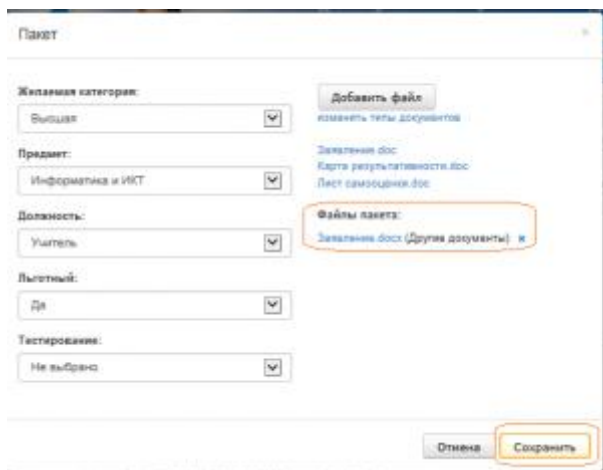 Пакет
Желаемая категория:
Высшая
Предмет:
Информатика и ИКТ
Должность:
Учитель
Льготный:
Да
Тестирование:
Не выбрано
Добавить файл
изменить типы документов
Заявление.doc
Карта результативности.doc
Лист самооценки.doc
Файлы пакета:
Заявление.docx (Другие документы) ×
Отмена
Сохранить